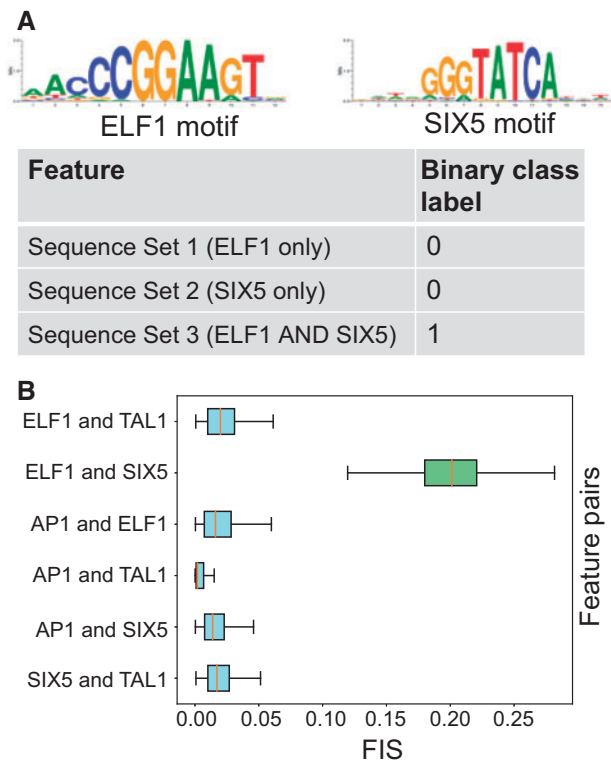 A
AACCCGGAAGT
GGGTATCA
ELF1 motif
SIX5 motif
Feature
Binary class label
Sequence Set 1 (ELF1 only)
0
Sequence Set 2 (SIX5 only)
0
Sequence Set 3 (ELF1 AND SIX5)
1
B
ELF1 and TAL1
ELF1 and SIX5
AP1 and ELF1
AP1 and TAL1
AP1 and SIX5
SIX5 and TAL1
Feature pairs
0.00 0.05 0.10 0.15 0.20 0.25
FIS